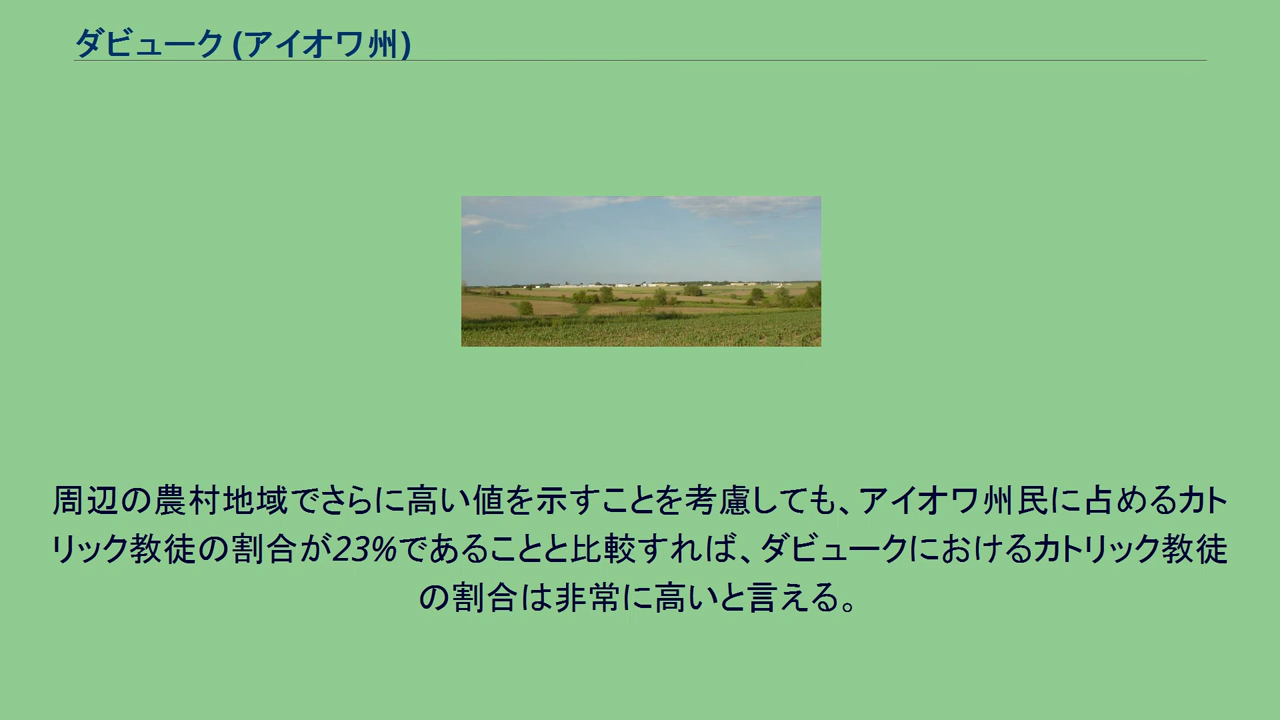 ダビューク (アイオワ州)
周辺の農村地域でさらに高い値を示すことを考慮しても、アイオワ州民に占めるカト
リック教徒の割合が23%であることと比較すれば、ダビュークにおけるカトリック教徒
の割合は非常に高いと言える。